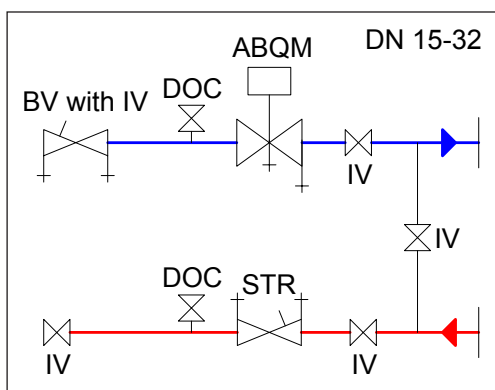 DN 15-32
ABQM
DOC
BV with IV
IV
IV
DOC
STR
IV
IV